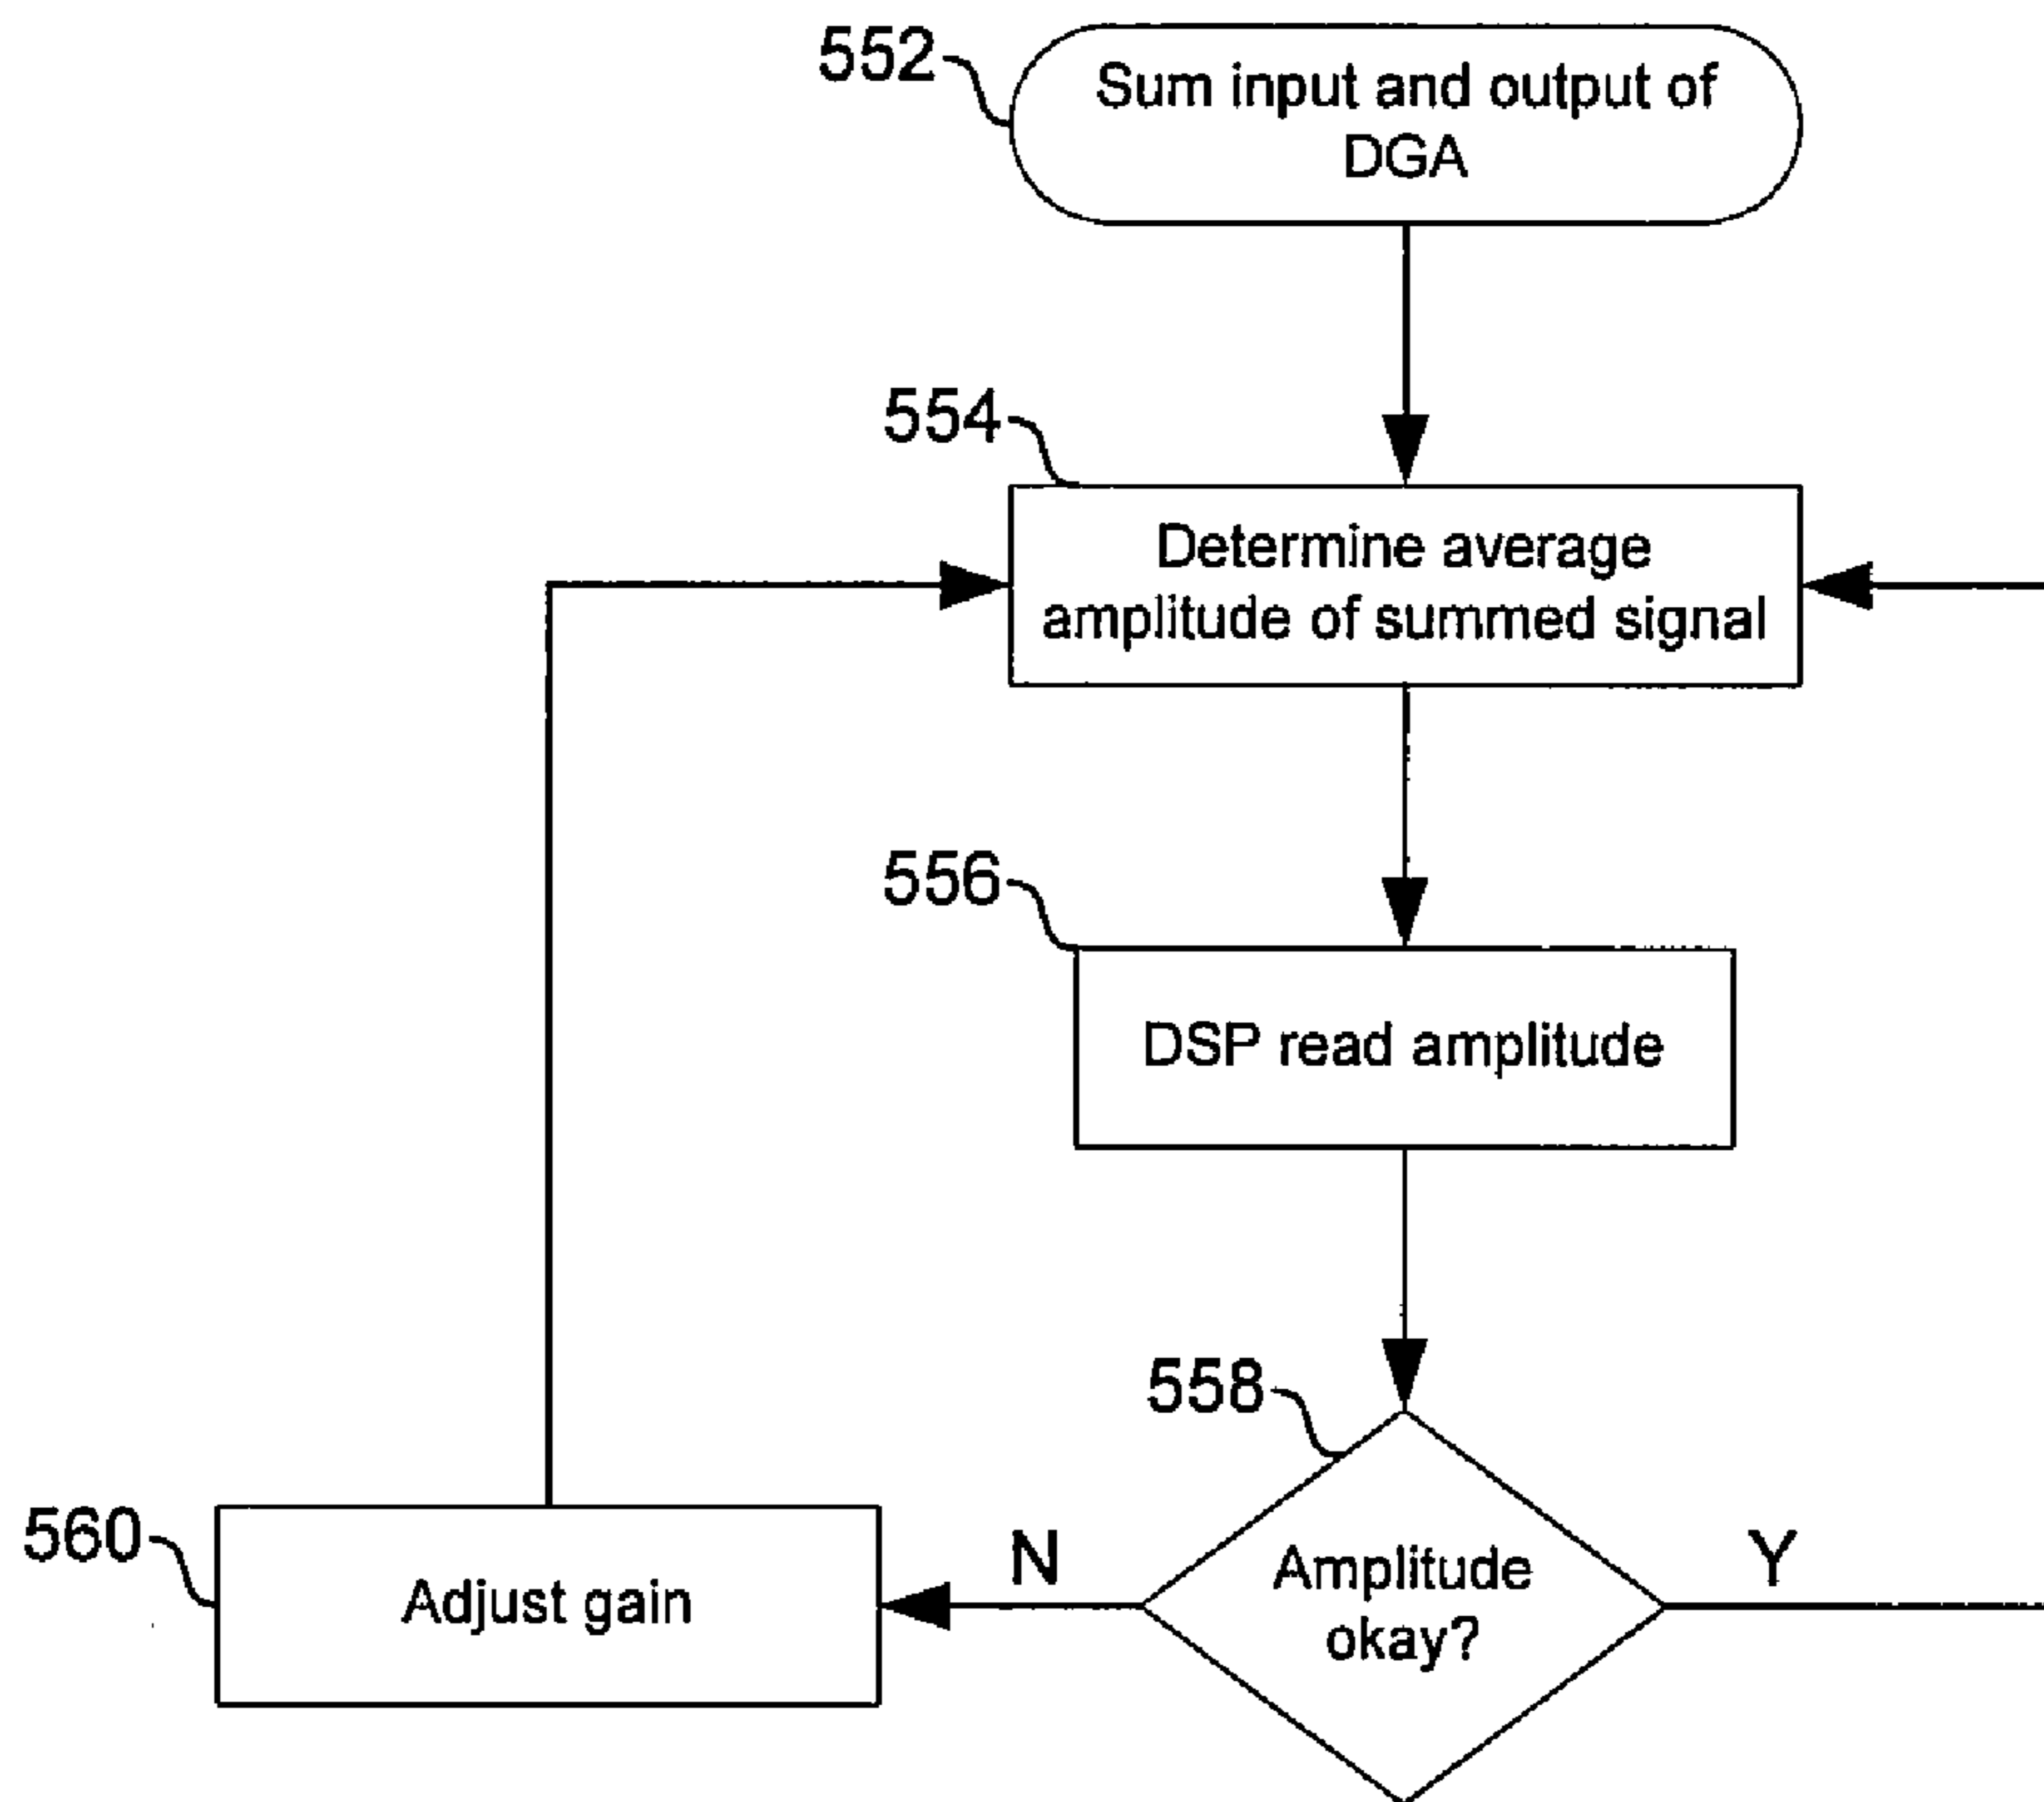 552
Sum input and output of
DGA
554
Determine average
amplitude of summed signal
556
DSP read amplitude
558
Amplitude
okay?
N
Y
560
Adjust gain